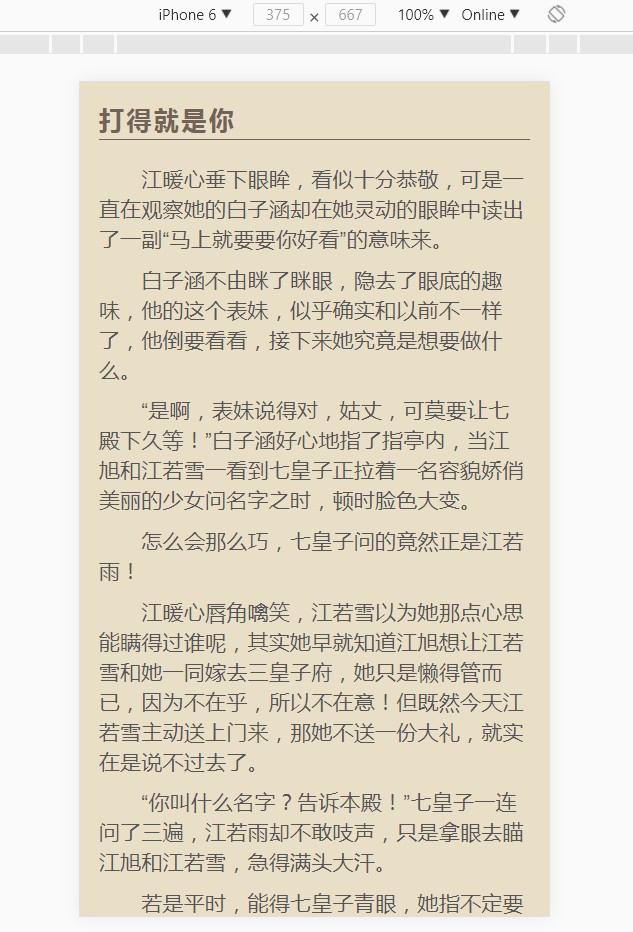 iPhone 6 ▼ 375 × 667 100% ▼ Online ▼
打得就是你
江暖心垂下眼眸，看似十分恭敬，可是一
直在观察她的白子涵却在她灵动的眼眸中读出
了一副“马上就要要你好看”的意味来。
白子涵不由眯了眯眼，隐去了眼底的趣
味，他的这个表妹，似乎确实和以前不一样
了，他倒要看看，接下来她究竟是想要做什
么。
“是啊，表妹说得对，姑丈，可莫要让七
殿下久等！”白子涵好心地指了指亭内，当江
旭和江若雪一看到七皇子正拉着一名容貌娇俏
美丽的少女问名字之时，顿时脸色大变。
怎么会那么巧，七皇子问的竟然正是江若
雨！
江暖心唇角噙笑，江若雪以为她那点心思
能瞒得过谁呢，其实她早就知道江旭想让江若
雪和她一同嫁去三皇子府，她只是懒得管而
已，因为不在乎，所以不在意！但既然今天江
若雪主动送上门来，那她不送一份大礼，就实
在是说不过去了。
“你叫什么名字？告诉本殿！”七皇子一连
问了三遍，江若雨却不敢吱声，只是拿眼去瞄
江旭和江若雪，急得满头大汗。
若是平时，能得七皇子青眼，她指不定要